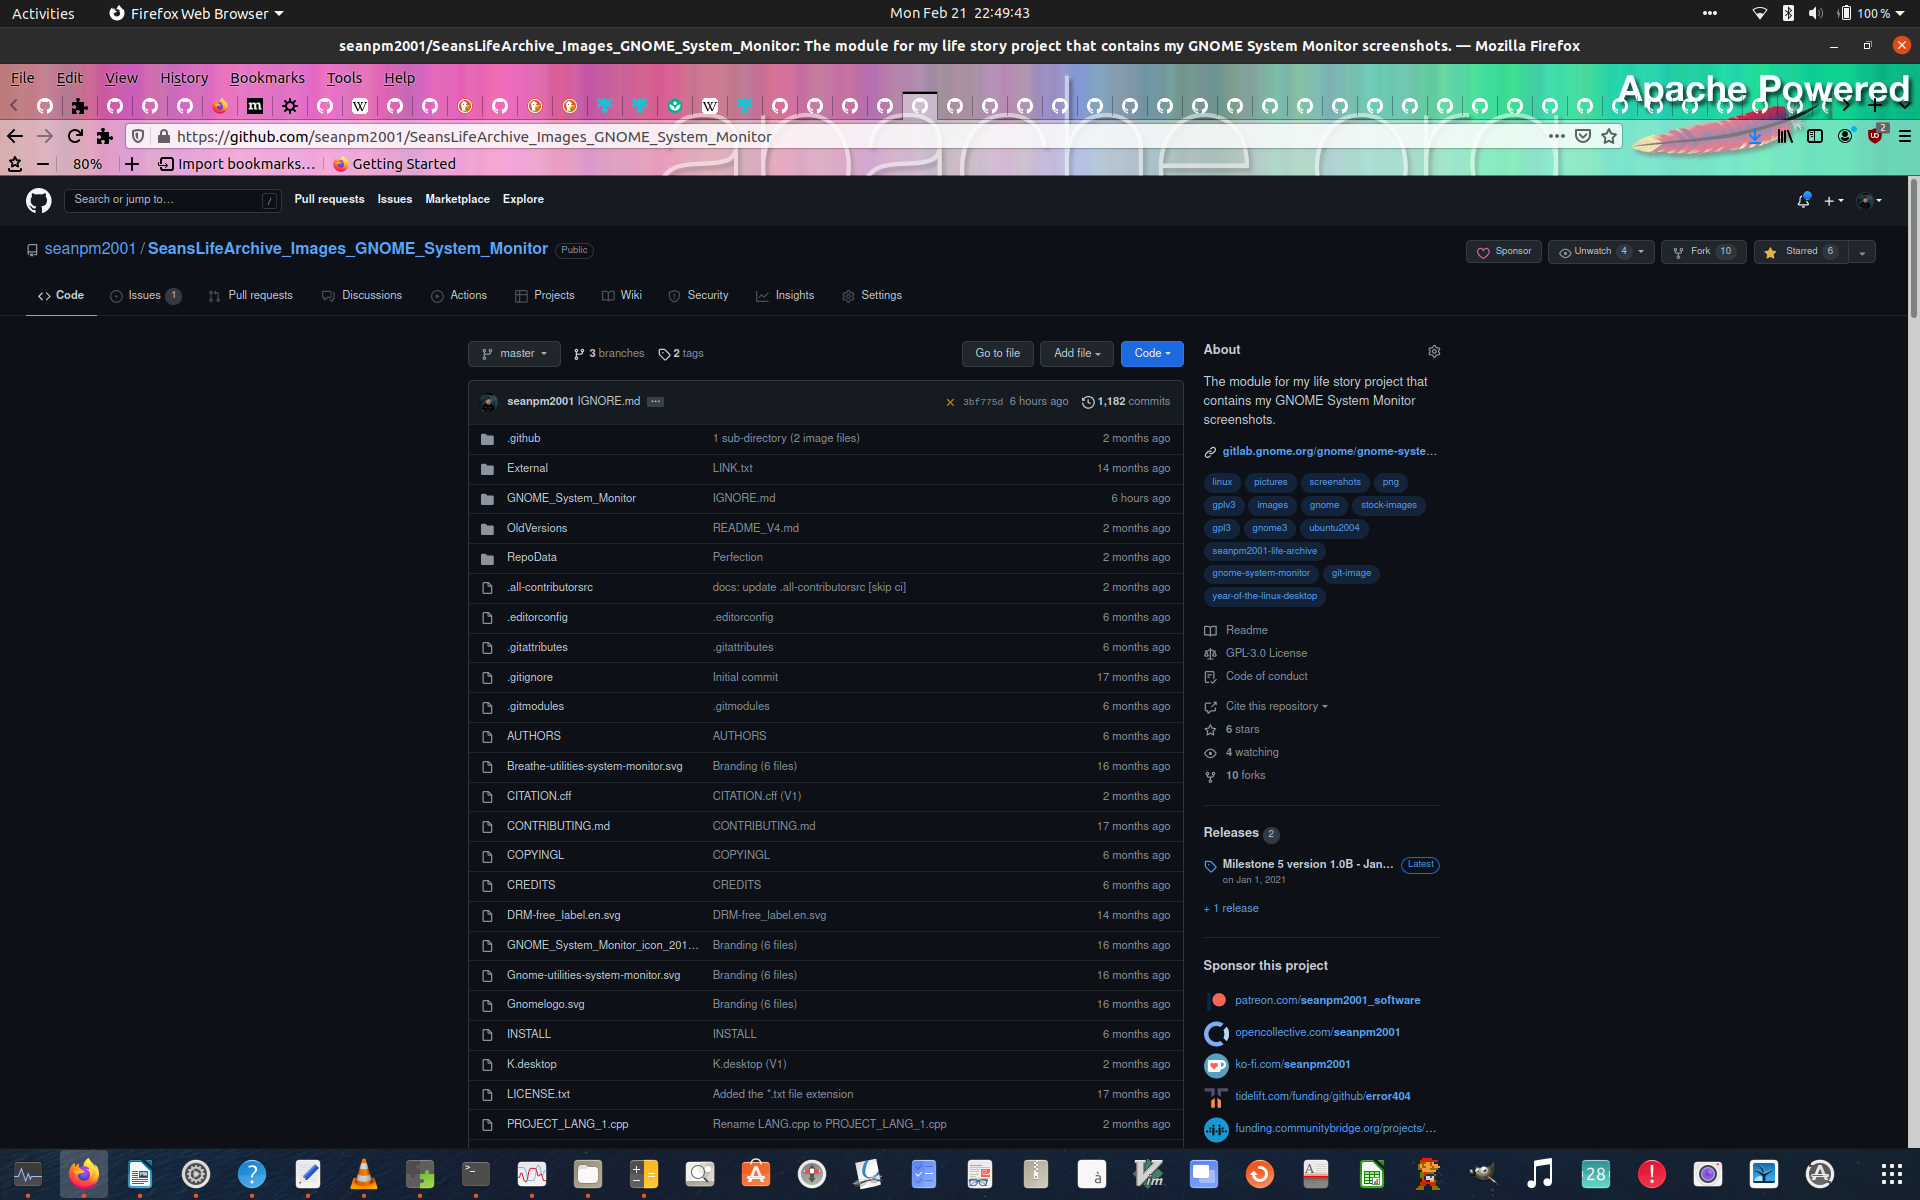 Activities
Firefox Web Browser
Mon Feb 21 22:49:43
100 %
seanpm2001/SeansLifeArchive_Images_GNOME_System_Monitor: The module for my life story project that contains my GNOME System Monitor screenshots. — Mozilla Firefox
File Edit View History Bookmarks Tools Help
Apache Powered
https://github.com/seanpm2001/SeansLifeArchive_Images_GNOME_System_Monitor
2
80%
Import bookmarks…
Getting Started
Search or jump to…
/
Pull requests Issues Marketplace Explore
seanpm2001 / SeansLifeArchive_Images_GNOME_System_Monitor Public
Sponsor Unwatch 4 Fork 10 Starred 6
Code Issues 1 Pull requests Discussions Actions Projects Wiki Security Insights Settings
master 3 branches 2 tags Go to file Add file Code
seanpm2001 IGNORE.md ... 3bf775d 6 hours ago 1,182 commits
.github 1 sub-directory (2 image files) 2 months ago
External LINK.txt 14 months ago
GNOME_System_Monitor IGNORE.md 6 hours ago
OldVersions README_V4.md 2 months ago
RepoData Perfection 2 months ago
.all-contributorsrc docs: update .all-contributorsrc [skip ci] 2 months ago
.editorconfig .editorconfig 6 months ago
.gitattributes .gitattributes 6 months ago
.gitignore Initial commit 17 months ago
.gitmodules .gitmodules 6 months ago
AUTHORS AUTHORS 6 months ago
Breathe-utilities-system-monitor.svg Branding (6 files) 16 months ago
CITATION.cff CITATION.cff (V1) 2 months ago
CONTRIBUTING.md CONTRIBUTING.md 17 months ago
COPYINGL COPYINGL 6 months ago
CREDITS CREDITS 6 months ago
DRM-free_label.en.svg DRM-free_label.en.svg 14 months ago
GNOME_System_Monitor_icon_201… Branding (6 files) 16 months ago
Gnome-utilities-system-monitor.svg Branding (6 files) 16 months ago
Gnomelogo.svg Branding (6 files) 16 months ago
INSTALL INSTALL 6 months ago
K.desktop K.desktop (V1) 2 months ago
LICENSE.txt Added the *.txt file extension 17 months ago
PROJECT_LANG_1.cpp Rename LANG.cpp to PROJECT_LANG_1.cpp 2 months ago
About
The module for my life story project that
contains my GNOME System Monitor
screenshots.
gitlab.gnome.org/gnome/gnome-syste…
linux pictures screenshots png
gplv3 images gnome stock-images
gpl3 gnome3 ubuntu2004
seanpm2001-life-archive
gnome-system-monitor git-image
year-of-the-linux-desktop
Readme
GPL-3.0 License
Code of conduct
Cite this repository
6 stars
4 watching
10 forks
Releases 2
Milestone 5 version 1.0B - Jan… Latest
on Jan 1, 2021
+ 1 release
Sponsor this project
patreon.com/seanpm2001_software
opencollective.com/seanpm2001
ko-fi.com/seanpm2001
tidelift.com/funding/github/error404
funding.communitybridge.org/projects/…
28